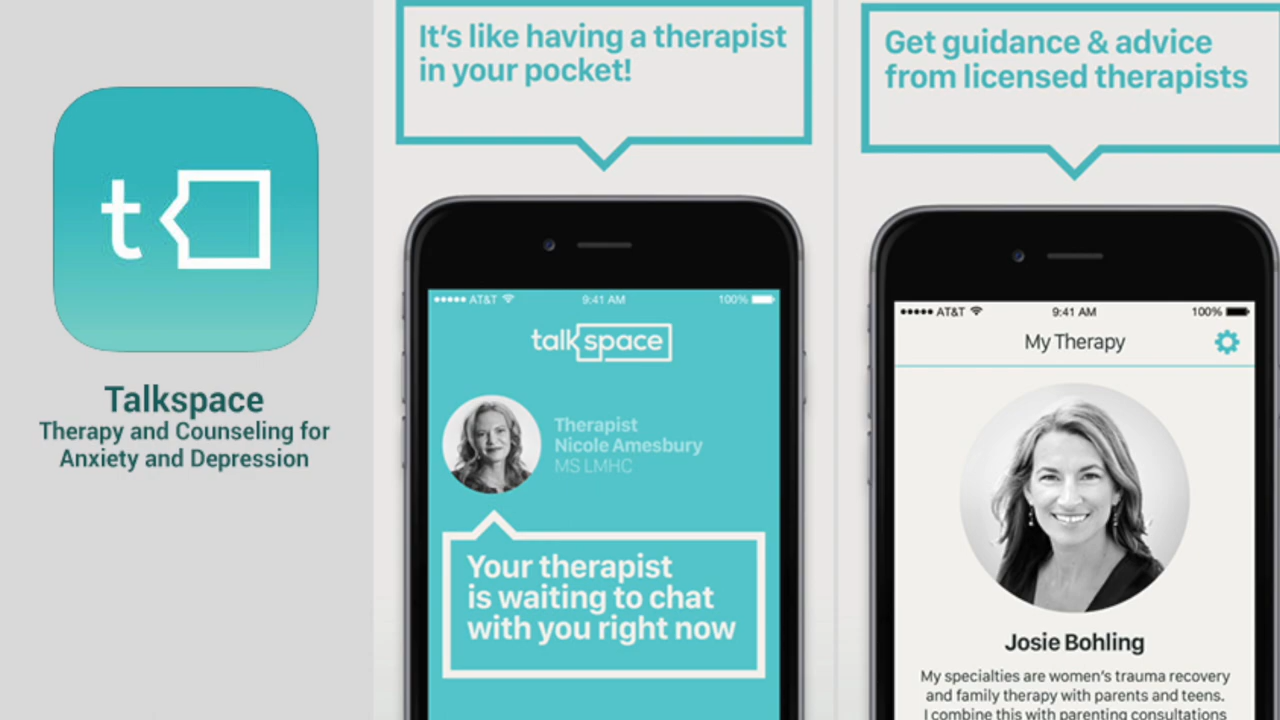 t
Talkspace
Therapy and Counseling for
Anxiety and Depression
It's like having a therapist
in your pocket!
AT&T 9:41 AM 100%
talkspace
Therapist
Nicole Amesbury
MS LMHC
Your therapist
is waiting to chat
with you right now
Get guidance & advice
from licensed therapists
AT&T 9:41 AM 100%
My Therapy
Josie Bohling
My specialties are women's trauma recovery
and family therapy with parents and teens.
I combine this with parenting consultations